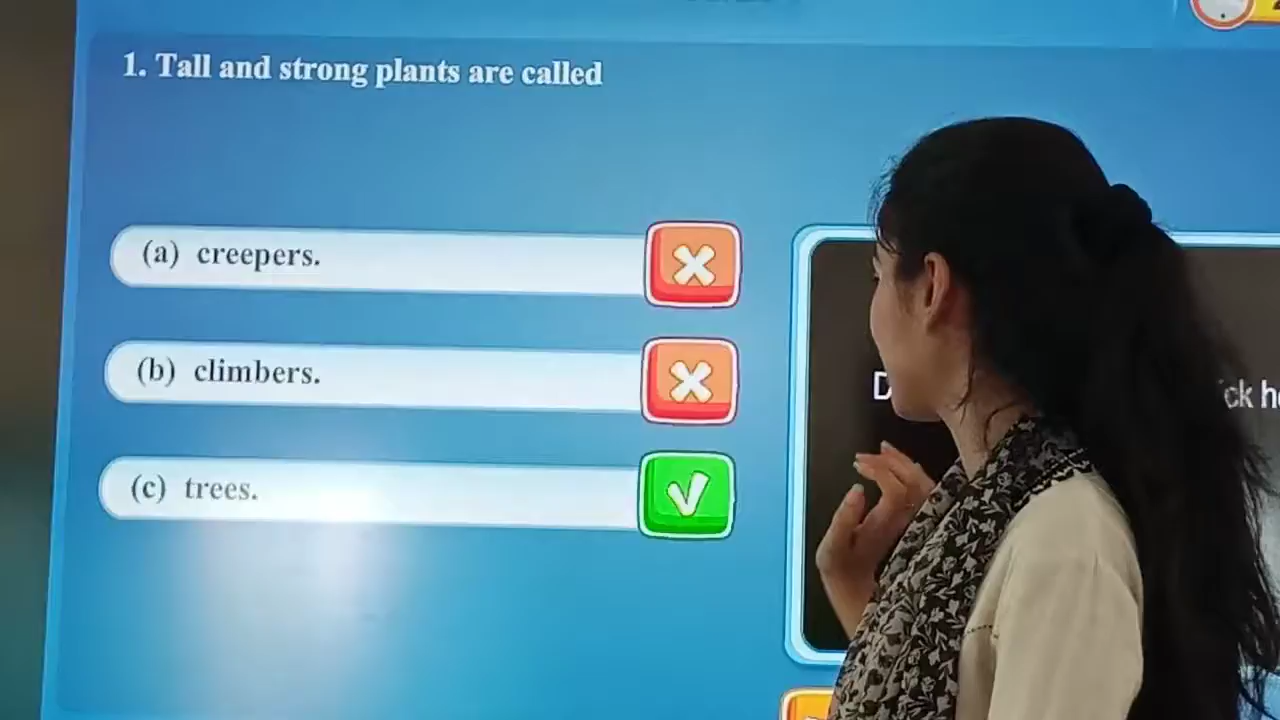 1. Tall and strong plants are called
(a) creepers.
(b) climbers.
(c) trees.